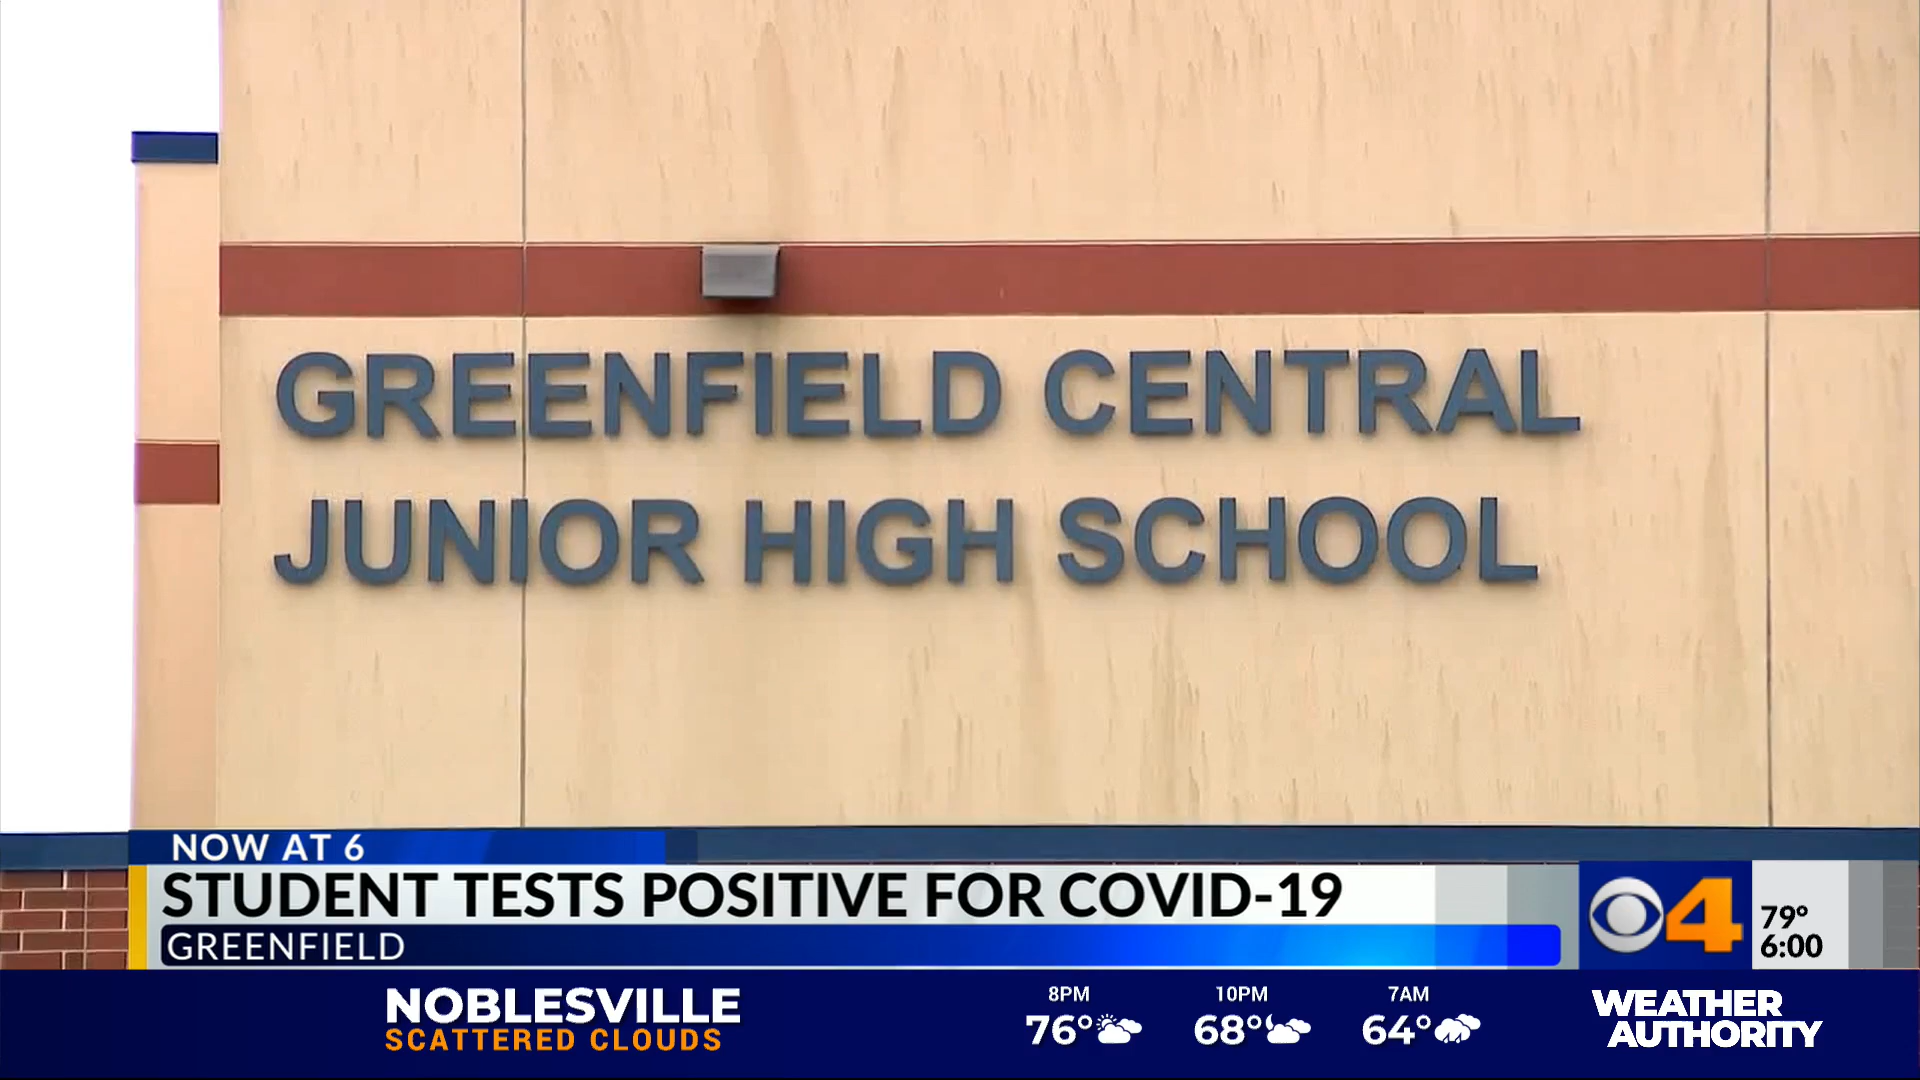 GREENFIELD CENTRAL
JUNIOR HIGH SCHOOL
NOW AT 6
STUDENT TESTS POSITIVE FOR COVID-19
GREENFIELD
4
79°
6:00
NOBLESVILLE
SCATTERED CLOUDS
8PM
76°
10PM
68°
7AM
64°
WEATHER
AUTHORITY